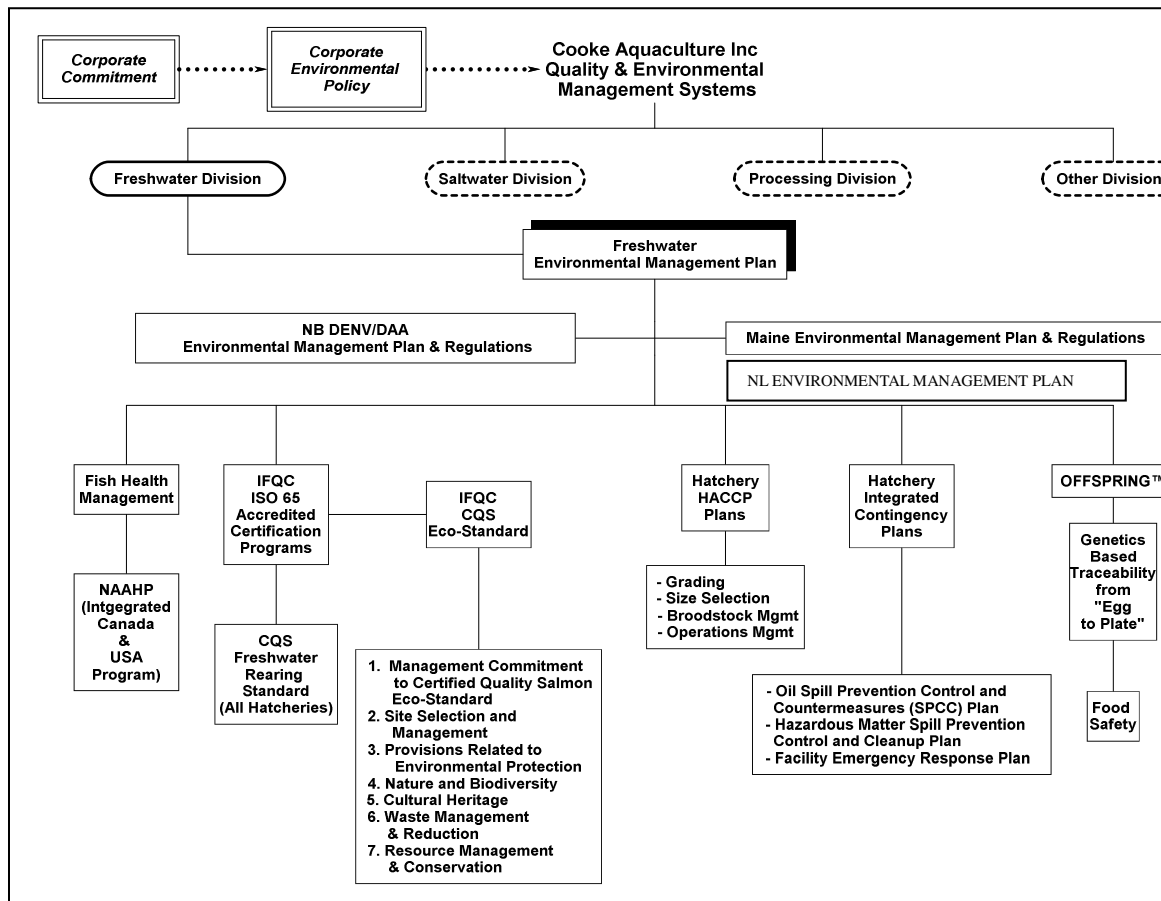 Corporate
Commitment
Corporate
Environmental
Policy
Cooke Aquaculture Inc
Quality & Environmental
Management Systems
Freshwater Division
Saltwater Division
Processing Division
Other Division
Freshwater
Environmental Management Plan
NB DENV/DAA
Environmental Management Plan & Regulations
Maine Environmental Management Plan & Regulations
NL ENVIRONMENTAL MANAGEMENT PLAN
Fish Health
Management
NAAHP
(Intgegrated
Canada
&
USA
Program)
IFQC
ISO 65
Accredited
Certification
Programs
CQS
Freshwater
Rearing
Standard
(All Hatcheries)
IFQC
CQS
Eco-Standard
1. Management Commitment
to Certified Quality Salmon
Eco-Standard
2. Site Selection and
Management
3. Provisions Related to
Environmental Protection
4. Nature and Biodiversity
5. Cultural Heritage
6. Waste Management
& Reduction
7. Resource Management
& Conservation
Hatchery
HACCP
Plans
- Grading
- Size Selection
- Broodstock Mgmt
- Operations Mgmt
Hatchery
Integrated
Contingency
Plans
- Oil Spill Prevention Control and
Countermeasures (SPCC) Plan
- Hazardous Matter Spill Prevention
Control and Cleanup Plan
- Facility Emergency Response Plan
OFFSPRING™
Genetics
Based
Traceability
from
"Egg
to Plate"
Food
Safety